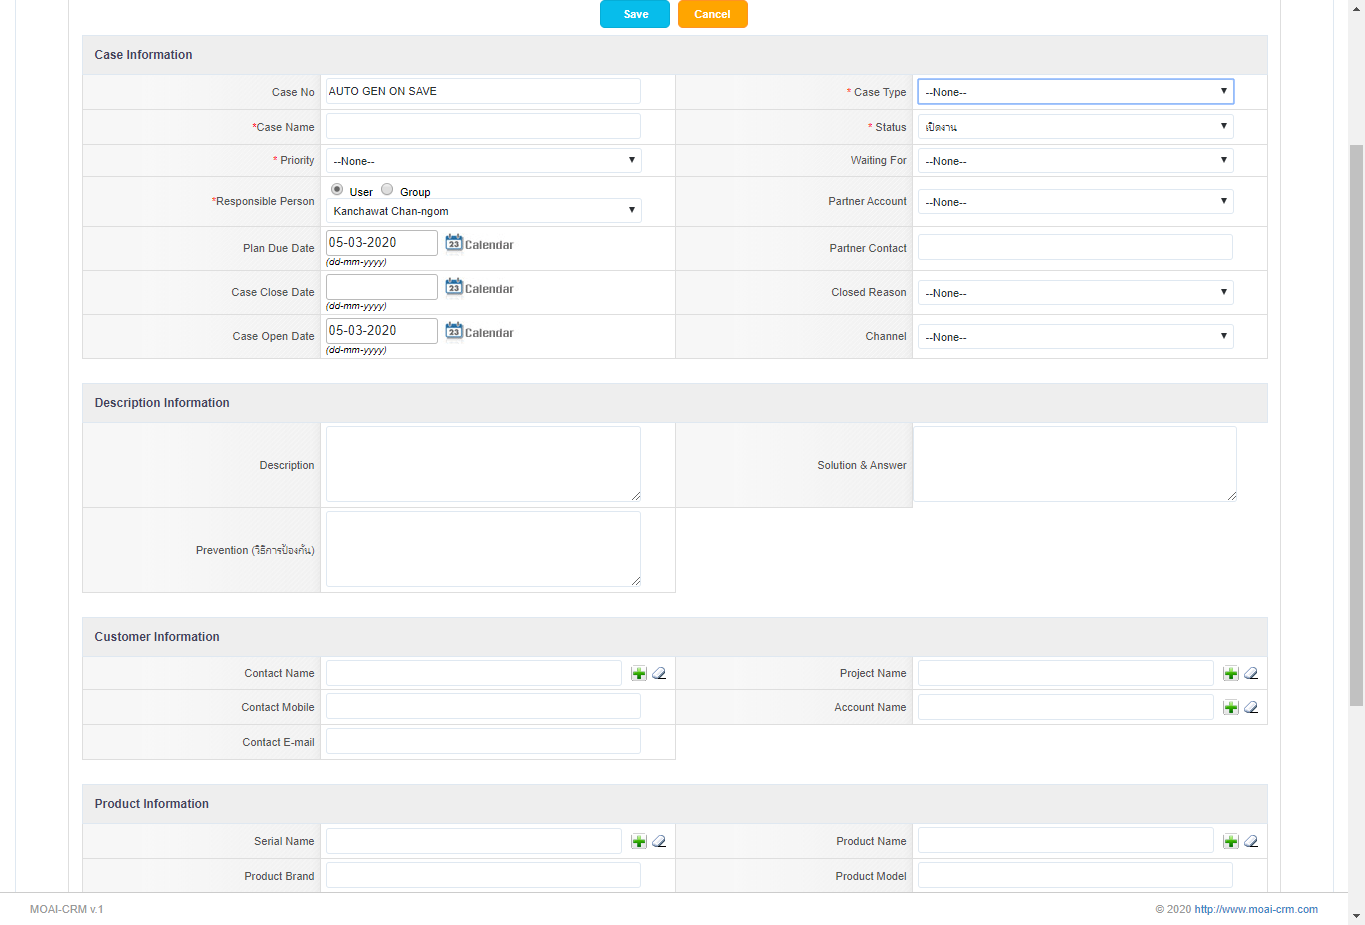 Save Cancel
Case Information
Case No AUTO GEN ON SAVE * Case Type --None--
*Case Name * Status เปิดงาน
* Priority --None-- Waiting For --None--
*Responsible Person User Group Partner Account --None--
Kanchawat Chan-ngom
Plan Due Date 05-03-2020 23 Calendar Partner Contact
(dd-mm-yyyy)
Case Close Date 23 Calendar Closed Reason --None--
(dd-mm-yyyy)
Case Open Date 05-03-2020 23 Calendar Channel --None--
(dd-mm-yyyy)
Description Information
Description Solution & Answer
Prevention (วิธีการป้องกัน)
Customer Information
Contact Name Project Name
Contact Mobile Account Name
Contact E-mail
Product Information
Serial Name Product Name
Product Brand Product Model
MOAI-CRM v.1 © 2020 http://www.moai-crm.com